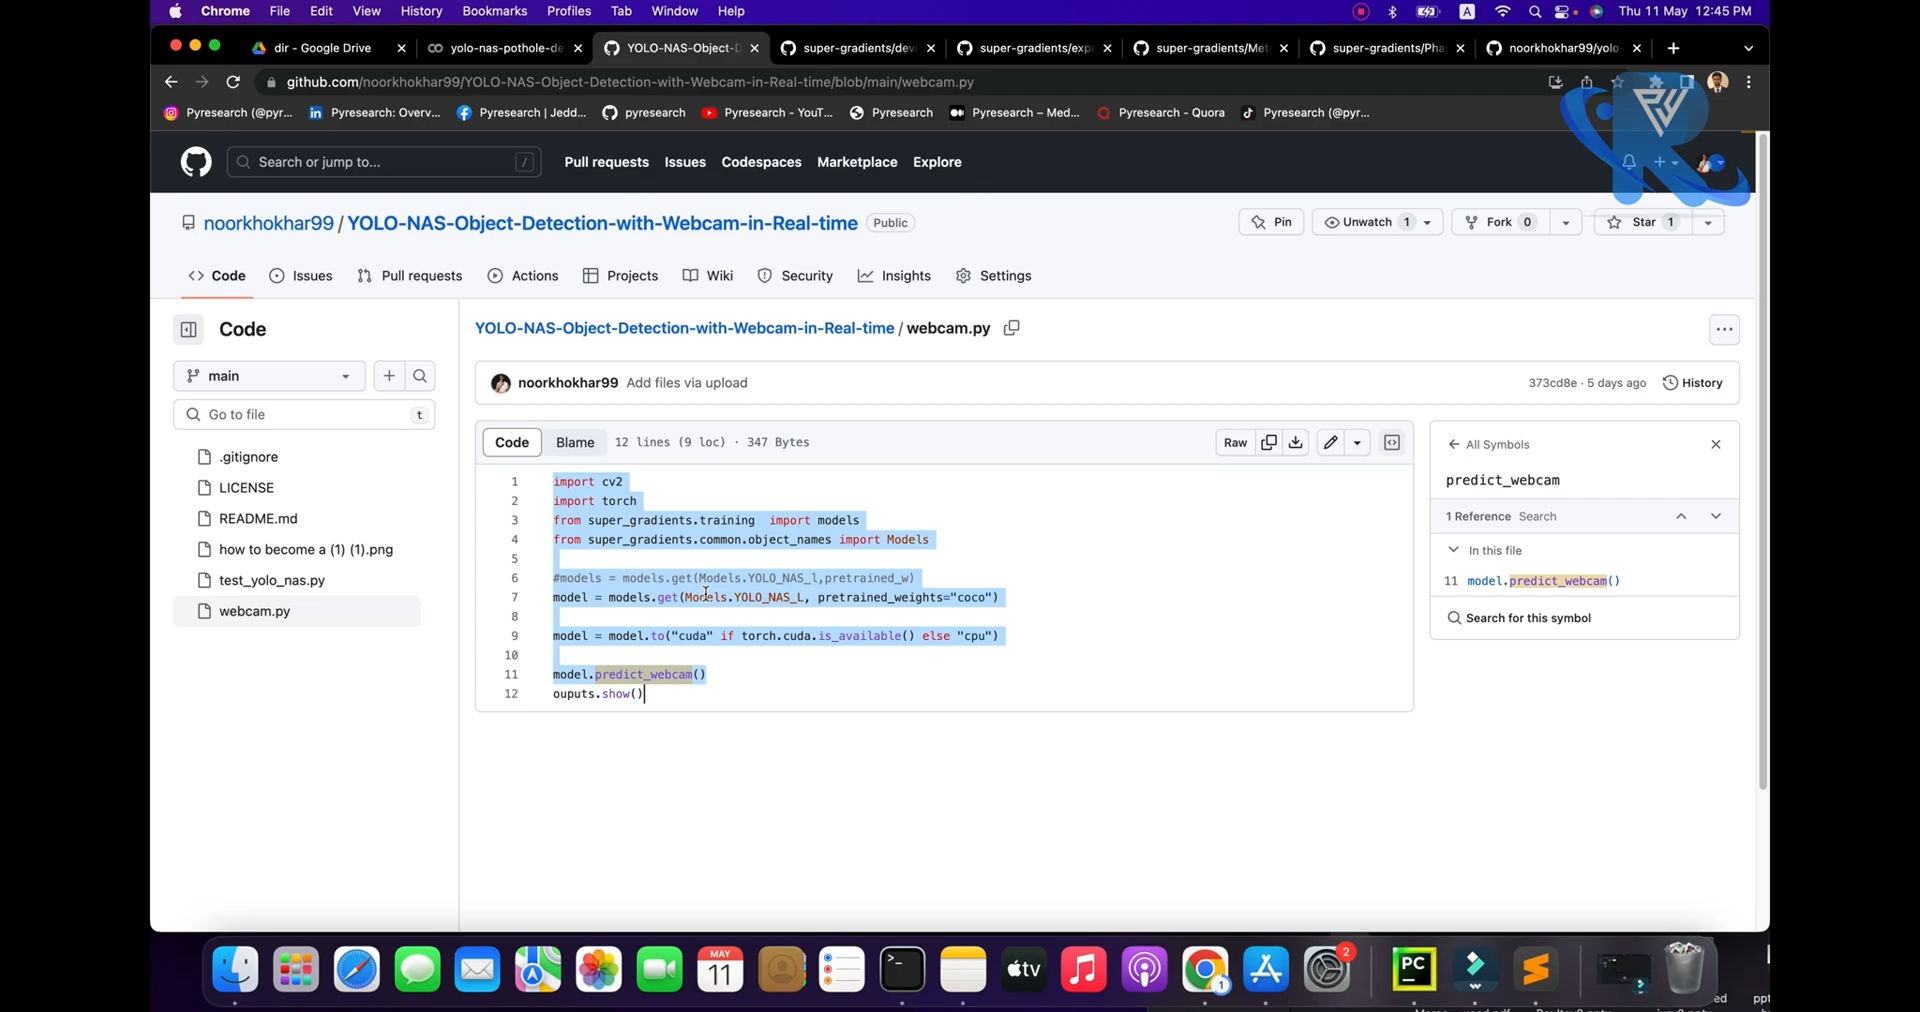 Chrome File Edit View History Bookmarks Profiles Tab Window Help A Thu 11 May 12:45 PM
dir - Google Drive yolo-nas-pothole-de YOLO-NAS-Object-D super-gradients/devi super-gradients/exp super-gradients/Met super-gradients/Pha noorkhokhar99/yolo
github.com/noorkhokhar99/YOLO-NAS-Object-Detection-with-Webcam-in-Real-time/blob/main/webcam.py
Pyresearch (@pyr... Pyresearch: Overv... Pyresearch | Jedd... pyresearch Pyresearch - YouT... Pyresearch Pyresearch – Med... Pyresearch - Quora Pyresearch (@pyr...
Search or jump to... / Pull requests Issues Codespaces Marketplace Explore
noorkhokhar99 / YOLO-NAS-Object-Detection-with-Webcam-in-Real-time Public Pin Unwatch 1 Fork 0 Star 1
<> Code Issues Pull requests Actions Projects Wiki Security Insights Settings
Code
main
Go to file t
.gitignore
LICENSE
README.md
how to become a (1) (1).png
test_yolo_nas.py
webcam.py
YOLO-NAS-Object-Detection-with-Webcam-in-Real-time / webcam.py
noorkhokhar99 Add files via upload 373cd8e · 5 days ago History
Code Blame 12 lines (9 loc) · 347 Bytes Raw
1 import cv2
2 import torch
3 from super_gradients.training  import models
4 from super_gradients.common.object_names import Models
5
6 #models = models.get(Models.YOLO_NAS_l,pretrained_w)
7 model = models.get(Models.YOLO_NAS_L, pretrained_weights="coco")
8
9 model = model.to("cuda" if torch.cuda.is_available() else "cpu")
10
11 model.predict_webcam()
12 ouputs.show()
All Symbols
predict_webcam
1 Reference Search
In this file
11 model.predict_webcam()
Search for this symbol
MAY
11
tv
1
2
PC